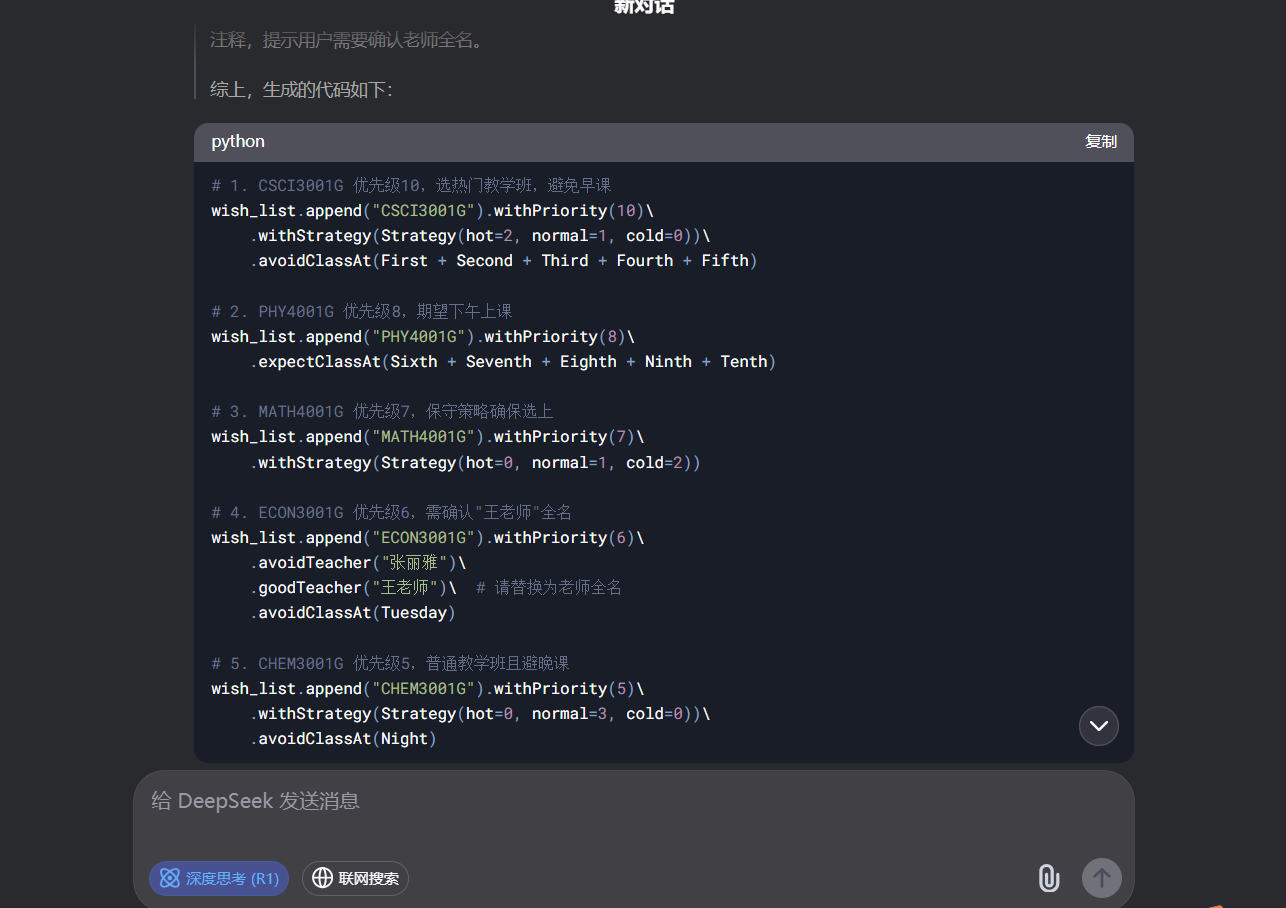 新对话
注释，提示用户需要确认老师全名。
综上，生成的代码如下：
python
复制
# 1. CSCI3001G 优先级10，选热门教学班，避免早课
wish_list.append("CSCI3001G").withPriority(10)\
    .withStrategy(Strategy(hot=2, normal=1, cold=0))\
    .avoidClassAt(First + Second + Third + Fourth + Fifth)
# 2. PHY4001G 优先级8，期望下午上课
wish_list.append("PHY4001G").withPriority(8)\
    .expectClassAt(Sixth + Seventh + Eighth + Ninth + Tenth)
# 3. MATH4001G 优先级7，保守策略确保选上
wish_list.append("MATH4001G").withPriority(7)\
    .withStrategy(Strategy(hot=0, normal=1, cold=2))
# 4. ECON3001G 优先级6，需确认"王老师"全名
wish_list.append("ECON3001G").withPriority(6)\
    .avoidTeacher("张丽雅")\
    .goodTeacher("王老师")\  # 请替换为老师全名
    .avoidClassAt(Tuesday)
# 5. CHEM3001G 优先级5，普通教学班且避晚课
wish_list.append("CHEM3001G").withPriority(5)\
    .withStrategy(Strategy(hot=0, normal=3, cold=0))\
    .avoidClassAt(Night)
给 DeepSeek 发送消息
深度思考 (R1)
联网搜索